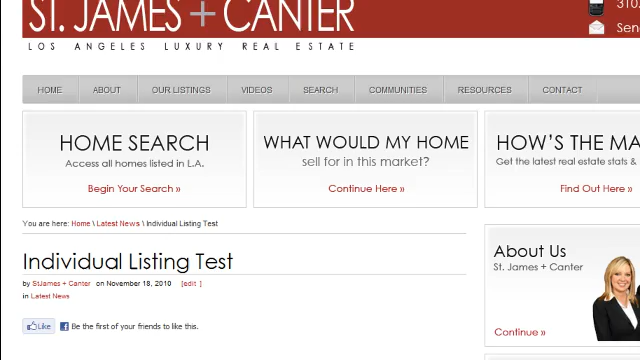 ST. JAMES + CANTER
LOS ANGELES LUXURY REAL ESTATE
310.
HOME ABOUT OUR LISTINGS VIDEOS SEARCH COMMUNITIES RESOURCES CONTACT
HOME SEARCH
Access all homes listed in L.A.
Begin Your Search »
WHAT WOULD MY HOME
sell for in this market?
Continue Here »
HOW'S THE MA
Get the latest real estate stats &
Find Out Here »
You are here: Home \ Latest News \ Individual Listing Test
Individual Listing Test
by StJames + Canter on November 18, 2010 [edit ]
in Latest News
Like Be the first of your friends to like this.
About Us
St. James + Canter
Continue »